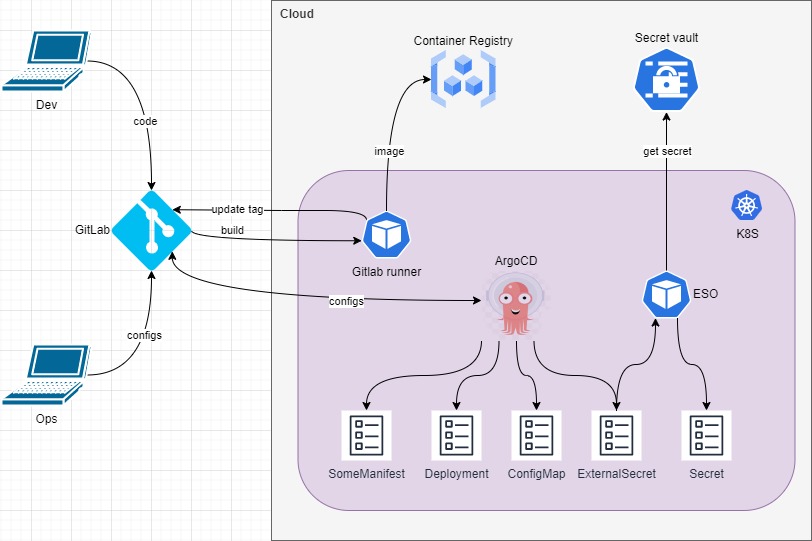 Cloud
Container Registry
Secret vault
Dev
code
image
get secret
update tag
GitLab
build
K8S
Gitlab runner
ArgoCD
ESO
configs
configs
Ops
SomeManifest
Deployment
ConfigMap
ExternalSecret
Secret